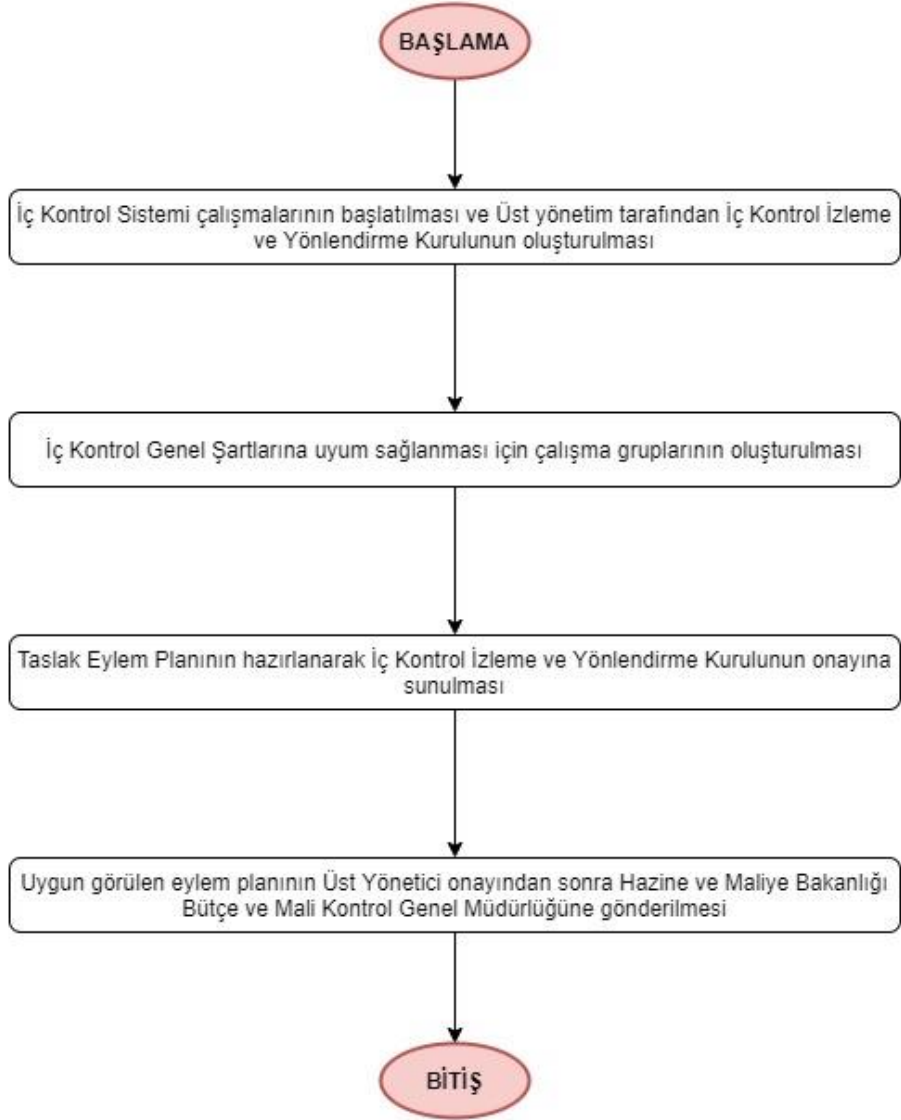 BAŞLAMA
İç Kontrol Sistemi çalışmalarının başlatılması ve Üst yönetim tarafından İç Kontrol İzleme
ve Yönlendirme Kurulunun oluşturulması
İç Kontrol Genel Şartlarına uyum sağlanması için çalışma gruplarının oluşturulması
Taslak Eylem Planının hazırlanarak İç Kontrol İzleme ve Yönlendirme Kurulunun onayına
sunulması
Uygun görülen eylem planının Üst Yönetici onayından sonra Hazine ve Maliye Bakanlığı
Bütçe ve Mali Kontrol Genel Müdürlüğüne gönderilmesi
BİTİŞ